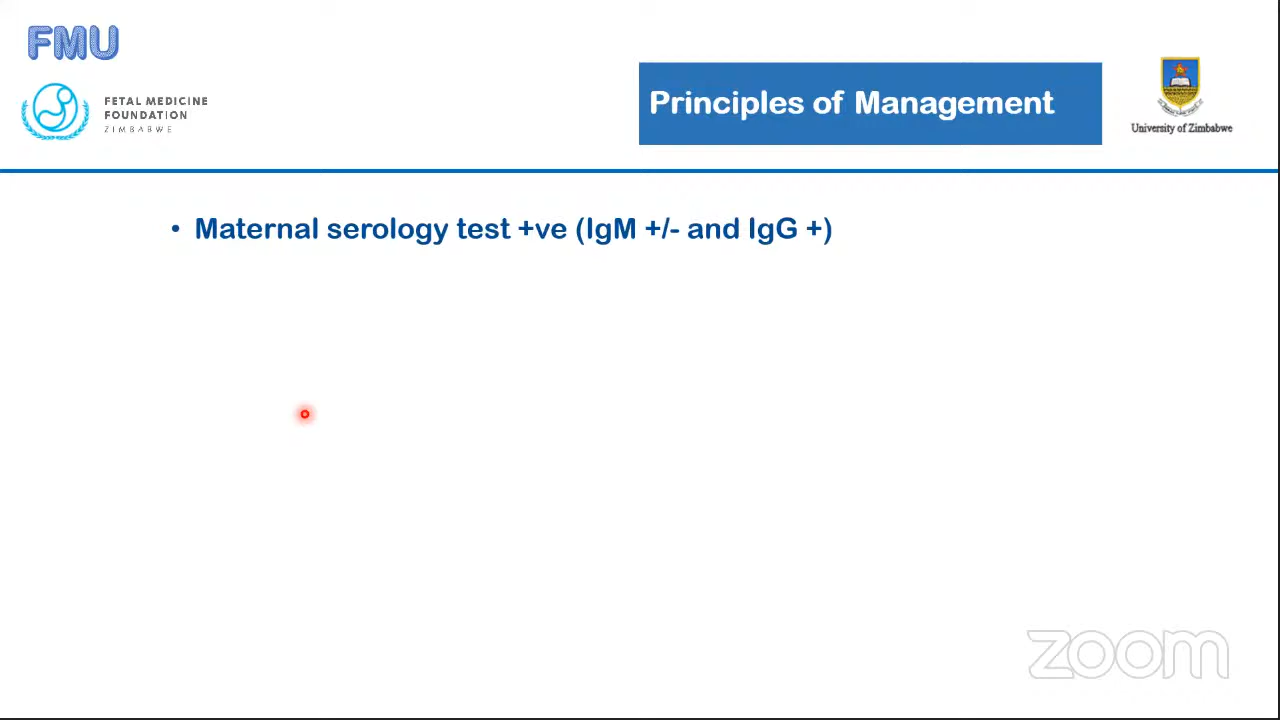 FMU
FETAL MEDICINE
FOUNDATION
ZIMBABWE
Principles of Management
University of Zimbabwe
• Maternal serology test +ve (IgM +/- and IgG +)
zoom